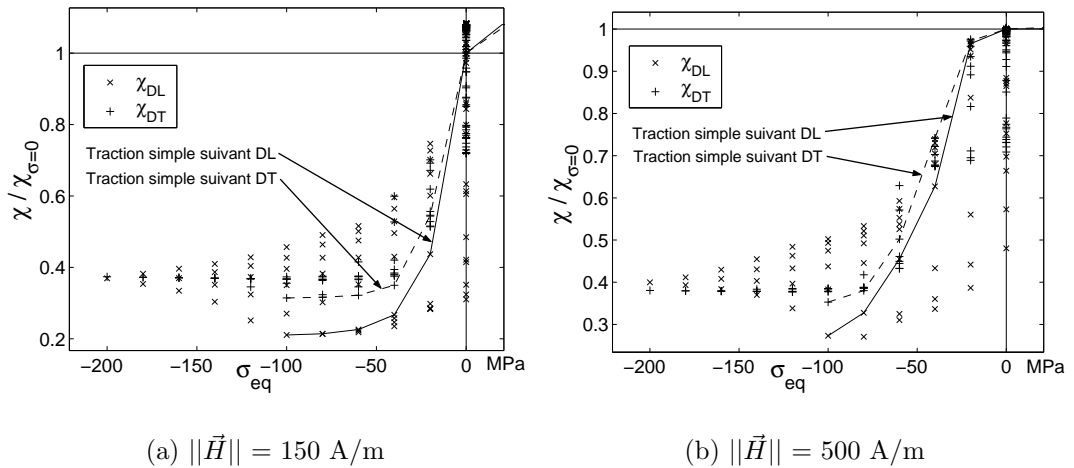 χ / χσ=0
1
0.8
0.6
0.4
0.2
χDL
χDT
Traction simple suivant DL
Traction simple suivant DT
−200
−150
−100
−50
0
MPa
σeq
(a) ||H⃗|| = 150 A/m
χ / χσ=0
1
0.9
0.8
0.7
0.6
0.5
0.4
0.3
χDL
χDT
Traction simple suivant DL
Traction simple suivant DT
−200
−150
−100
−50
0
MPa
σeq
(b) ||H⃗|| = 500 A/m